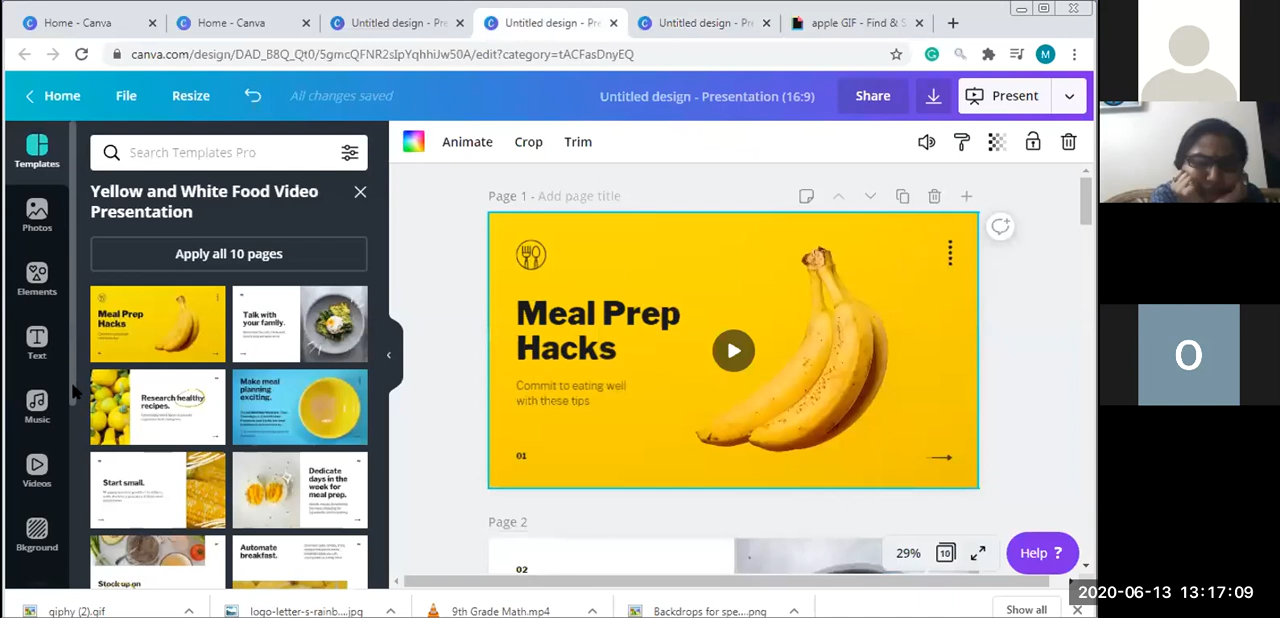 Home - Canva
Home - Canva
Untitled design - Pre
Untitled design - Pre
Untitled design - Pre
apple GIF - Find & S
canva.com/design/DAD_B8Q_Qt0/5gmcQFNR2sIpYqhhiJw50A/edit?category=tACFasDnyEQ
M
Home
File
Resize
All changes saved
Untitled design - Presentation (16:9)
Share
Present
Templates
Photos
Elements
Text
Music
Videos
Bkground
Search Templates Pro
Yellow and White Food Video
Presentation
Apply all 10 pages
Meal Prep
Hacks
Talk with
your family.
Research healthy
recipes.
Make meal
planning
exciting.
Start small.
Dedicate
days in the
week for
meal prep.
Stock up on
Automate
breakfast.
Animate
Crop
Trim
Page 1 - Add page title
Meal Prep
Hacks
Commit to eating well
with these tips
01
Page 2
02
29%
10
Help ?
O
giphy (2).gif
logo-letter-s-rainb....jpg
9th Grade Math.mp4
Backdrops for spe....png
Show all
2020-06-13 13:17:09